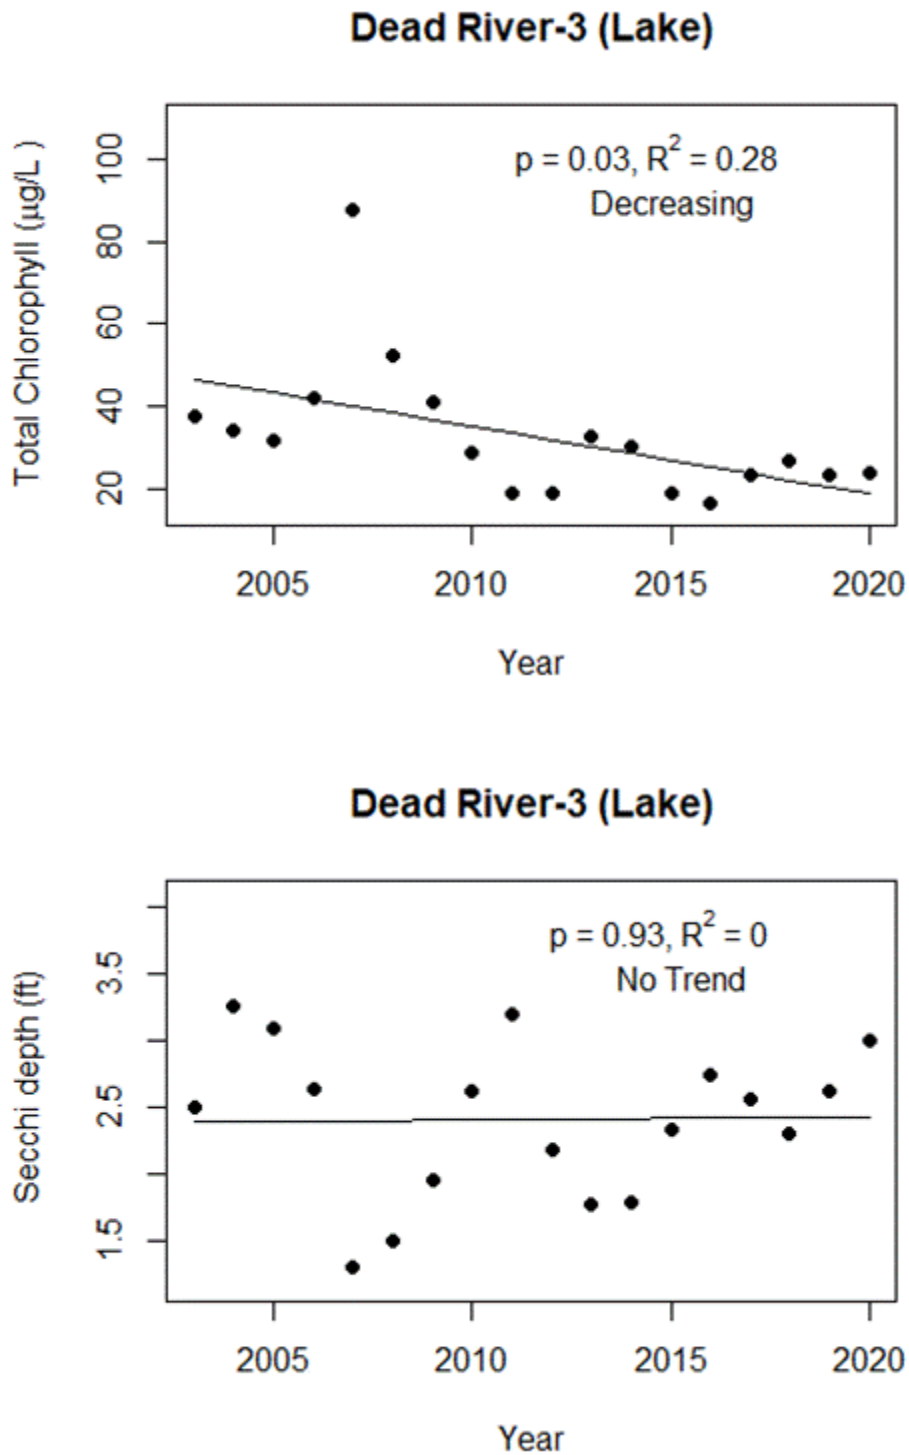 Dead River-3 (Lake)
p = 0.03, R² = 0.28
Decreasing
Total Chlorophyll (µg/L )
100
80
60
40
20
2005 2010 2015 2020
Year
Dead River-3 (Lake)
p = 0.93, R² = 0
No Trend
Secchi depth (ft)
3.5
2.5
1.5
2005 2010 2015 2020
Year